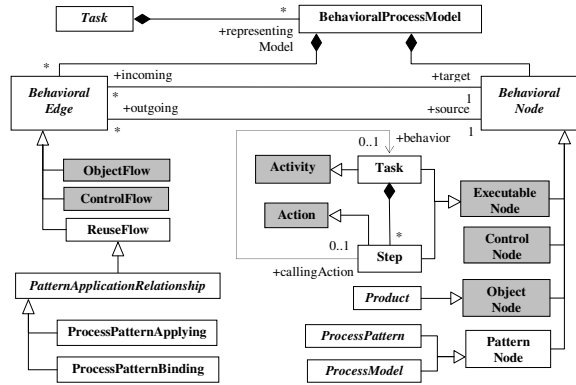 Task
*
BehavioralProcessModel
+representing
Model
*
+incoming
+target
Behavioral
Edge
*
1
Behavioral
Node
+outgoing
+source
*
1
0..1
+behavior
ObjectFlow
Activity
Task
ControlFlow
Executable
Node
Action
ReuseFlow
Control
Node
0..1
*
Step
+callingAction
PatternApplicationRelationship
Product
Object
Node
ProcessPatternApplying
ProcessPattern
Pattern
Node
ProcessPatternBinding
ProcessModel